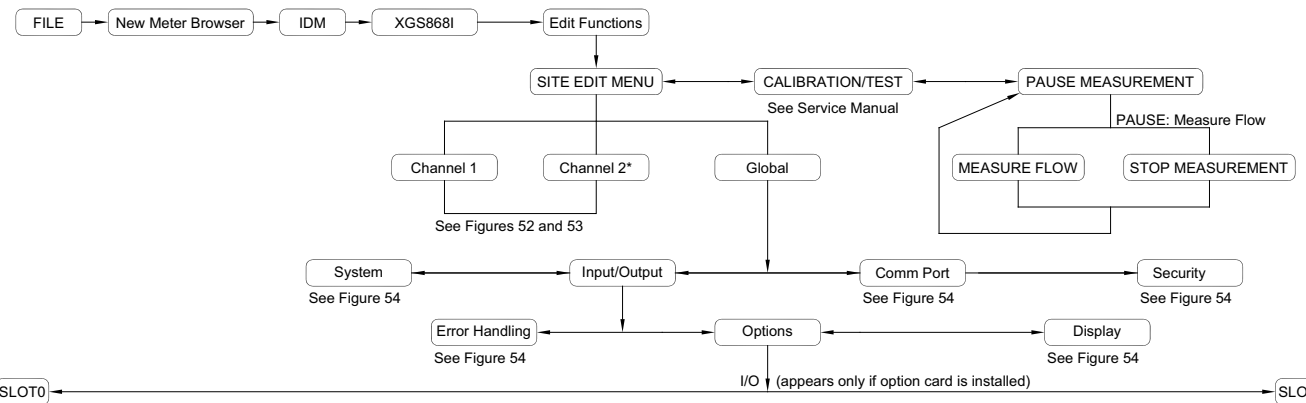 FILE
New Meter Browser
IDM
XGS868I
Edit Functions
SITE EDIT MENU
CALIBRATION/TEST
PAUSE MEASUREMENT
See Service Manual
PAUSE: Measure Flow
Channel 1
Channel 2*
Global
MEASURE FLOW
STOP MEASUREMENT
See Figures 52 and 53
System
Input/Output
Comm Port
Security
See Figure 54
See Figure 54
See Figure 54
Error Handling
Options
Display
See Figure 54
See Figure 54
I/O (appears only if option card is installed)
SLOT0
SLO